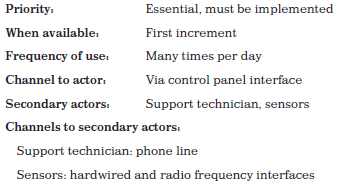 Priority: Essential, must be implemented
When available: First increment
Frequency of use: Many times per day
Channel to actor: Via control panel interface
Secondary actors: Support technician, sensors
Channels to secondary actors:
Support technician: phone line
Sensors: hardwired and radio frequency interfaces